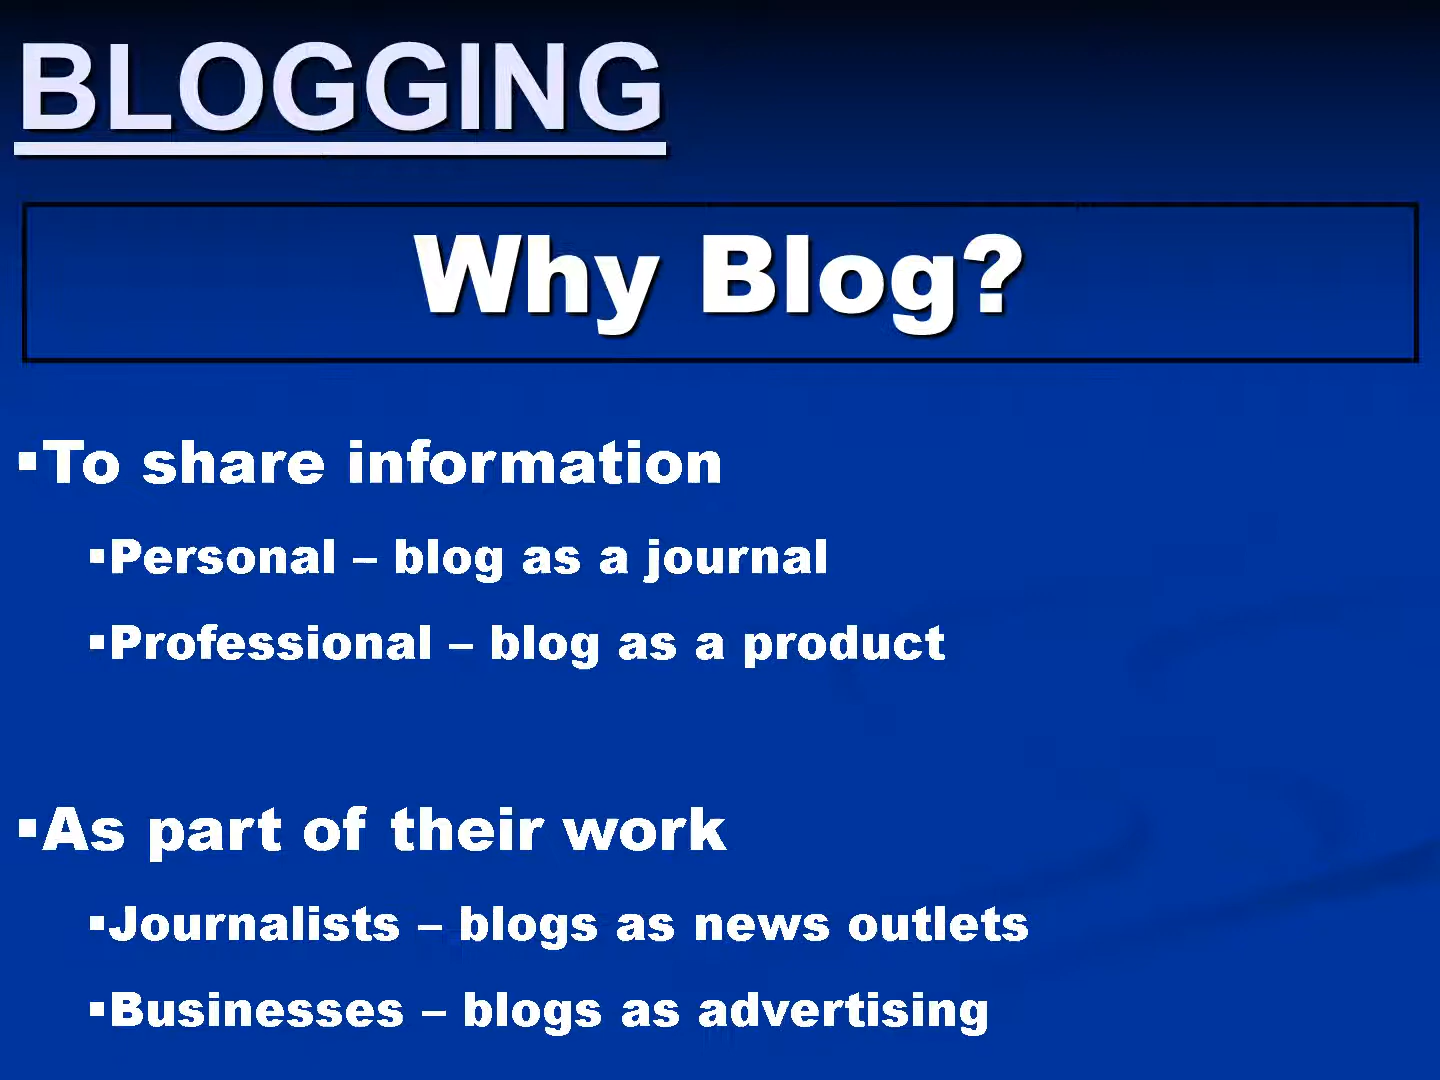 BLOGGING
Why Blog?
▪To share information
▪Personal – blog as a journal
▪Professional – blog as a product
▪As part of their work
▪Journalists – blogs as news outlets
▪Businesses – blogs as advertising